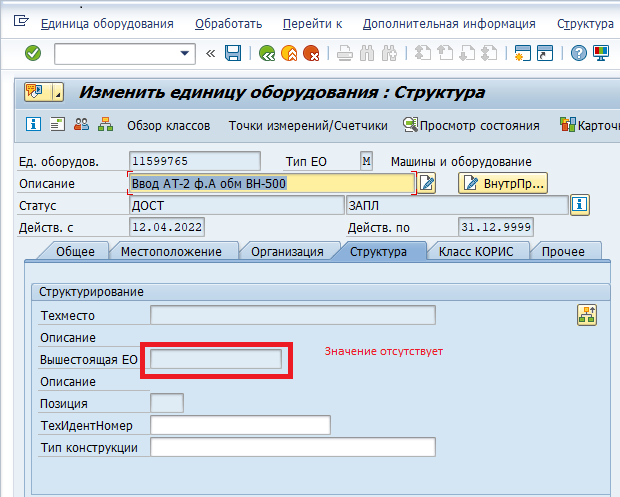 Единица оборудования Обработать Перейти к Дополнительная информация Структура
Изменить единицу оборудования : Структура
Обзор классов Точки измерений/Счетчики Просмотр состояния
Ед. оборудов. 11599765 Тип ЕО M Машины и оборудование
Описание Ввод АТ-2 ф.А обм ВН-500 ВнутрПр...
Статус ДОСТ ЗАПЛ
Действ. с 12.04.2022 Действ. по 31.12.9999
Общее Местоположение Организация Структура Класс КОРИС Прочее
Структурирование
Техместо
Описание
Вышестоящая ЕО Значение отсутствует
Описание
Позиция
ТехИдентНомер
Тип конструкции